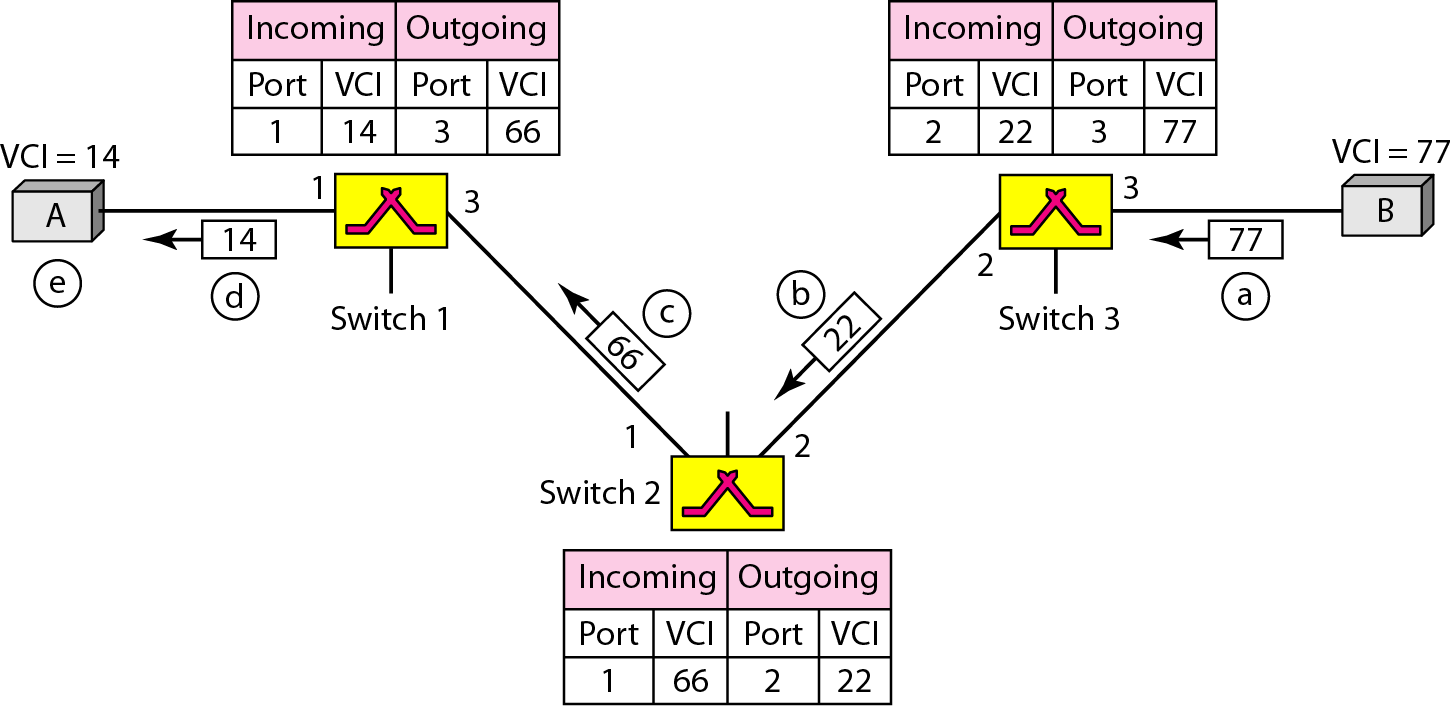 Incoming Outgoing
Port VCI Port VCI
1 14 3 66
Incoming Outgoing
Port VCI Port VCI
2 22 3 77
VCI = 14
VCI = 77
A
1
3
3
B
14
77
2
e
d
c
b
a
Switch 1
66
22
Switch 3
1
2
Switch 2
Incoming Outgoing
Port VCI Port VCI
1 66 2 22